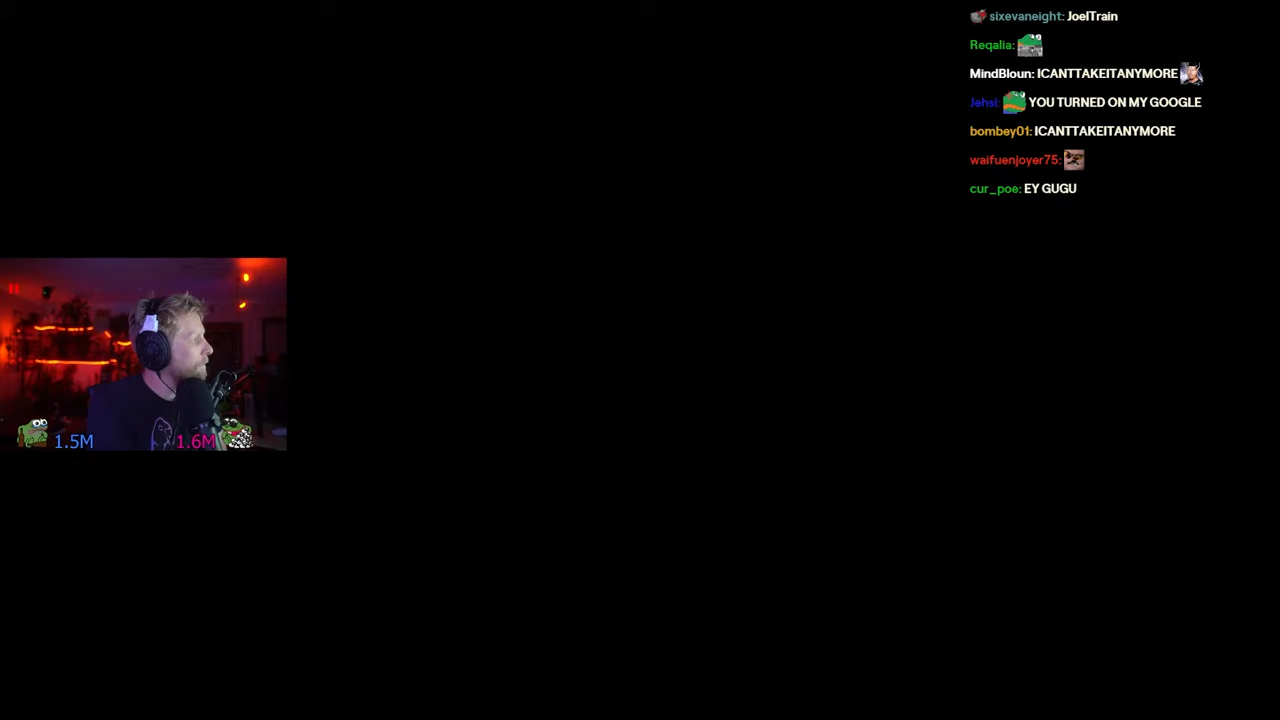 sixevaneight: JoelTrain
Reqalia:
MindBloun: ICANTTAKEITANYMORE
Jehsi: YOU TURNED ON MY GOOGLE
bombey01: ICANTTAKEITANYMORE
waifuenjoyer75:
cur_poe: EY GUGU
1.5M
1.6M